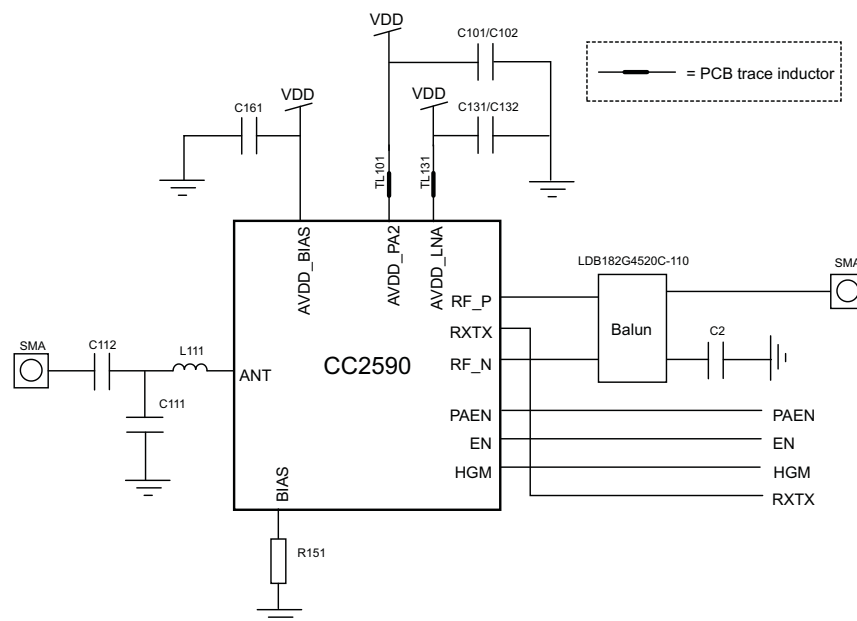 VDD
C101/C102
= PCB trace inductor
VDD
VDD
C161
C131/C132
TL101
TL131
AVDD_BIAS
AVDD_PA2
AVDD_LNA
LDB182G4520C-110
SMA
RF_P
RXTX
Balun
C2
SMA
C112
L111
RF_N
ANT
CC2590
C111
PAEN
PAEN
EN
EN
HGM
HGM
BIAS
RXTX
R151